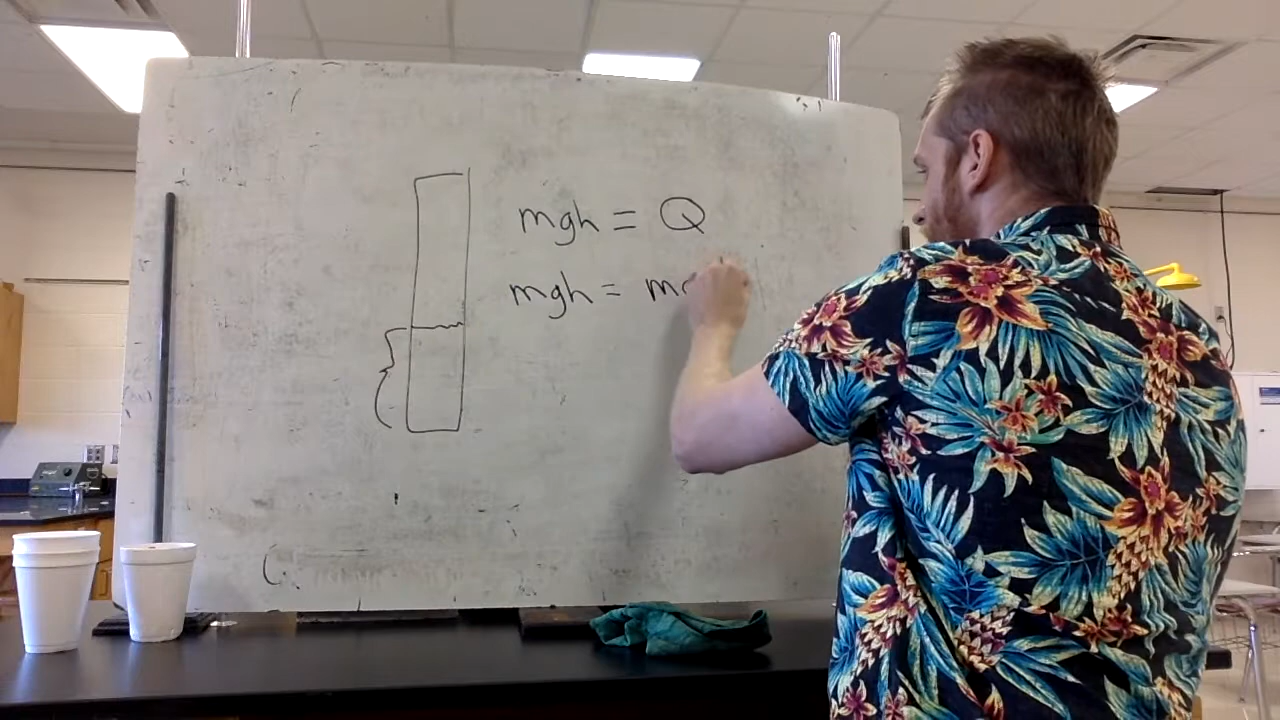 mgh = Q
mgh = mc